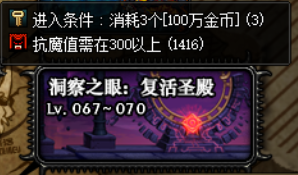 进入条件：消耗3个[100万金币] (3)
抗魔值需在300以上 (1416)
洞察之眼：复活圣殿
Lv. 067~070